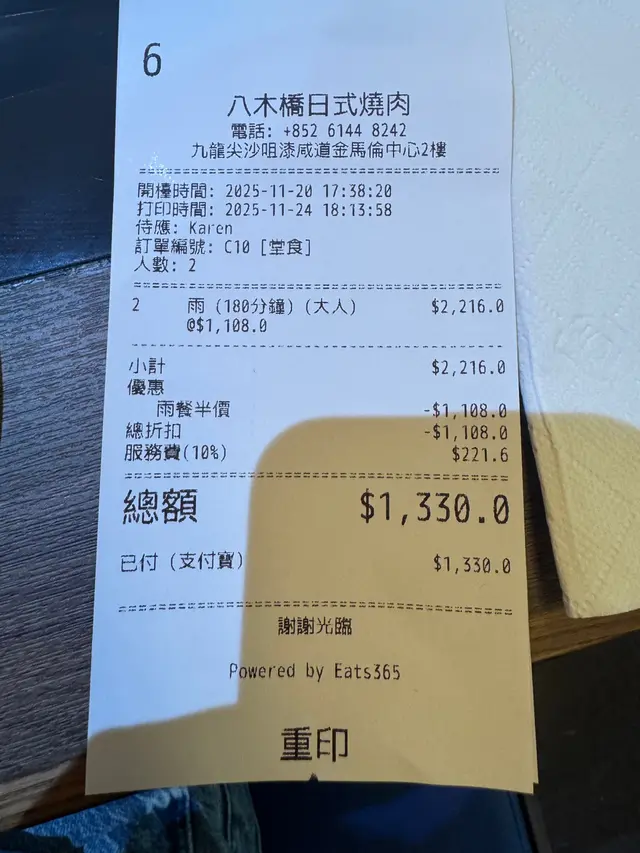 6
八木橋日式燒肉
電話: +852 6144 8242
九龍尖沙咀漆咸道金馬倫中心2樓
開檯時間: 2025-11-20 17:38:20
打印時間: 2025-11-24 18:13:58
侍應: Karen
訂單編號: C10 [堂食]
人數: 2
2 雨 (180分鐘) (大人) $2,216.0
@$1,108.0
小計 $2,216.0
優惠
雨餐半價 -$1,108.0
總折扣 -$1,108.0
服務費(10%) $221.6
總額 $1,330.0
已付 (支付寶) $1,330.0
謝謝光臨
Powered by Eats365
重印